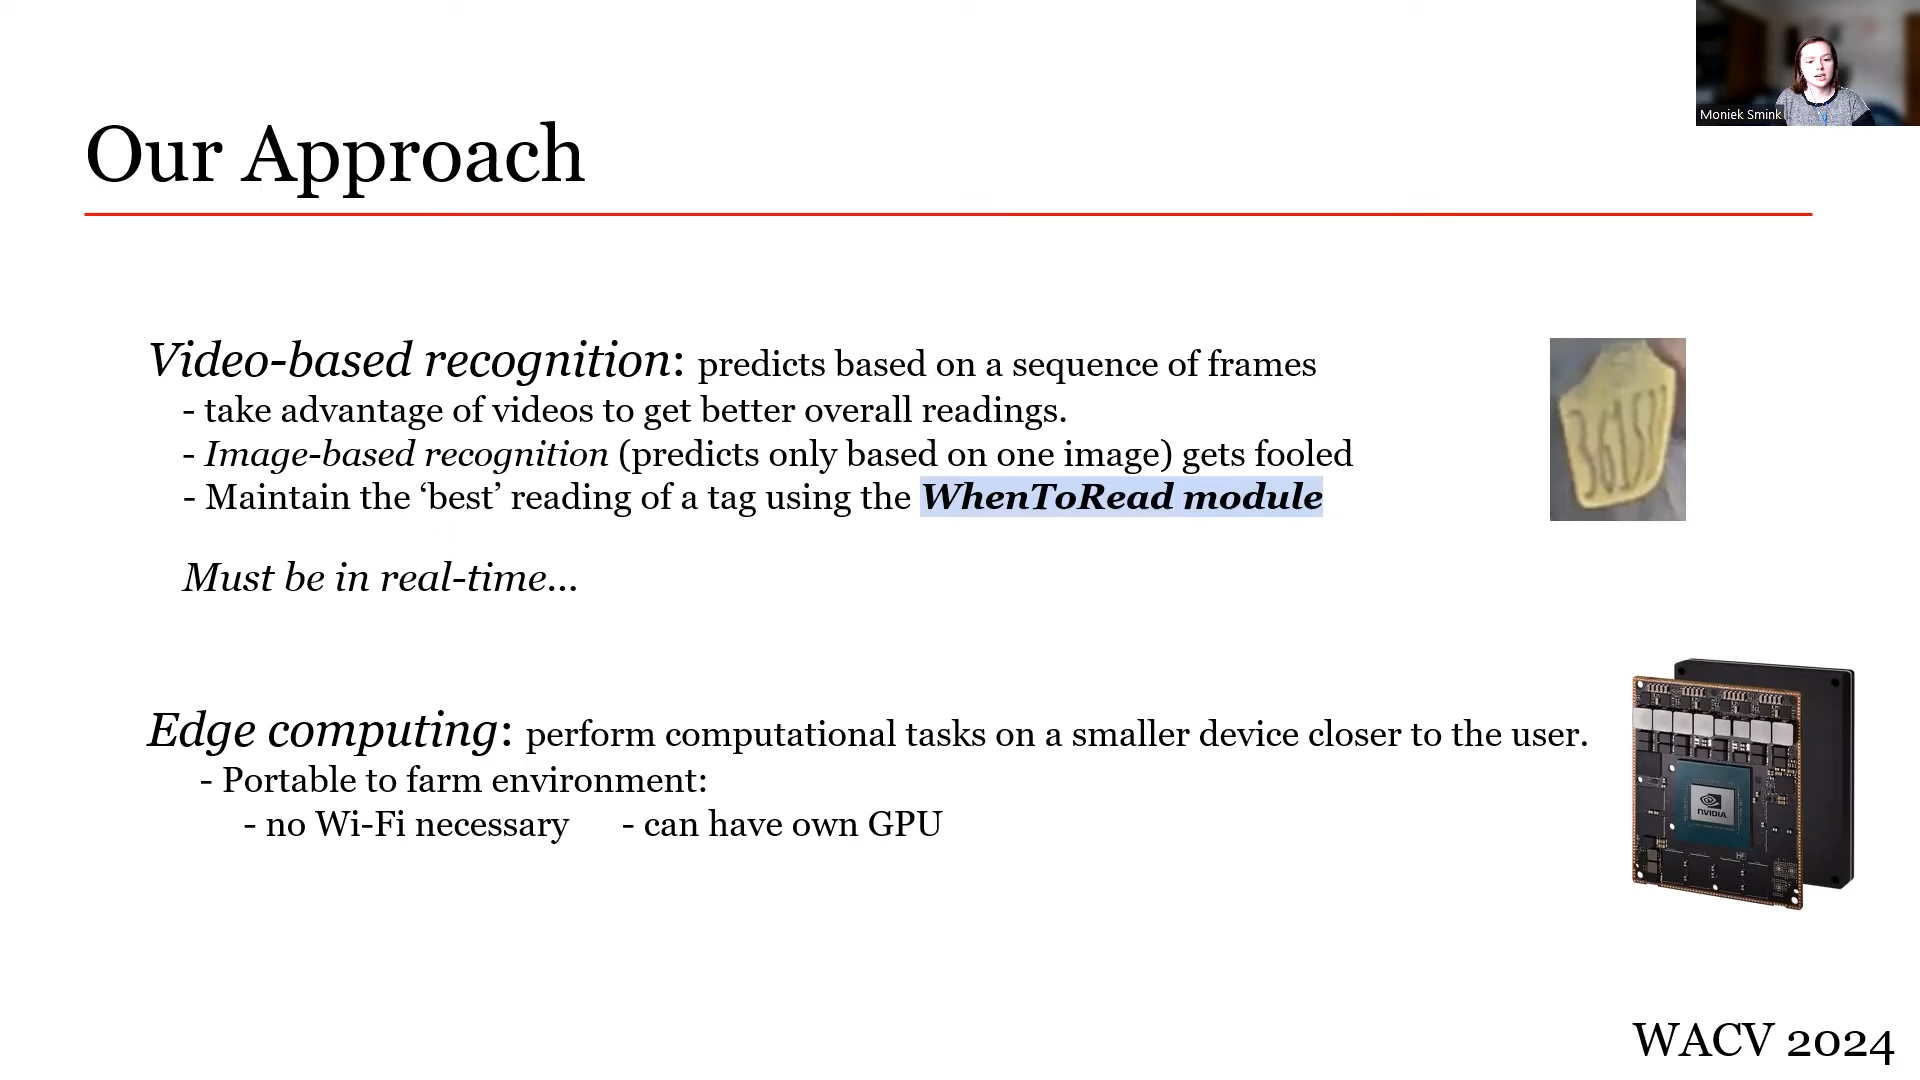 Moniek Smink
Our Approach
Video-based recognition: predicts based on a sequence of frames
- take advantage of videos to get better overall readings.
- Image-based recognition (predicts only based on one image) gets fooled
- Maintain the ‘best’ reading of a tag using the WhenToRead module
Must be in real-time...
Edge computing: perform computational tasks on a smaller device closer to the user.
- Portable to farm environment:
- no Wi-Fi necessary - can have own GPU
NVIDIA
WACV 2024